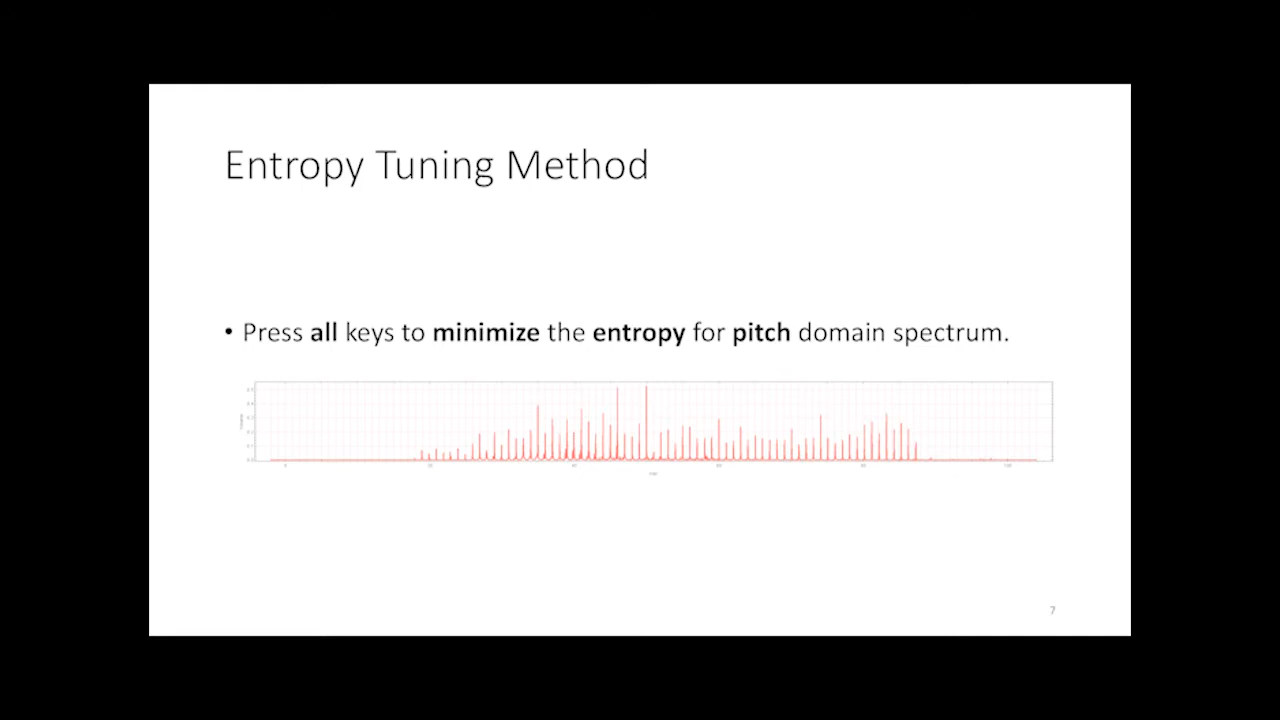 Entropy Tuning Method
• Press all keys to minimize the entropy for pitch domain spectrum.
7